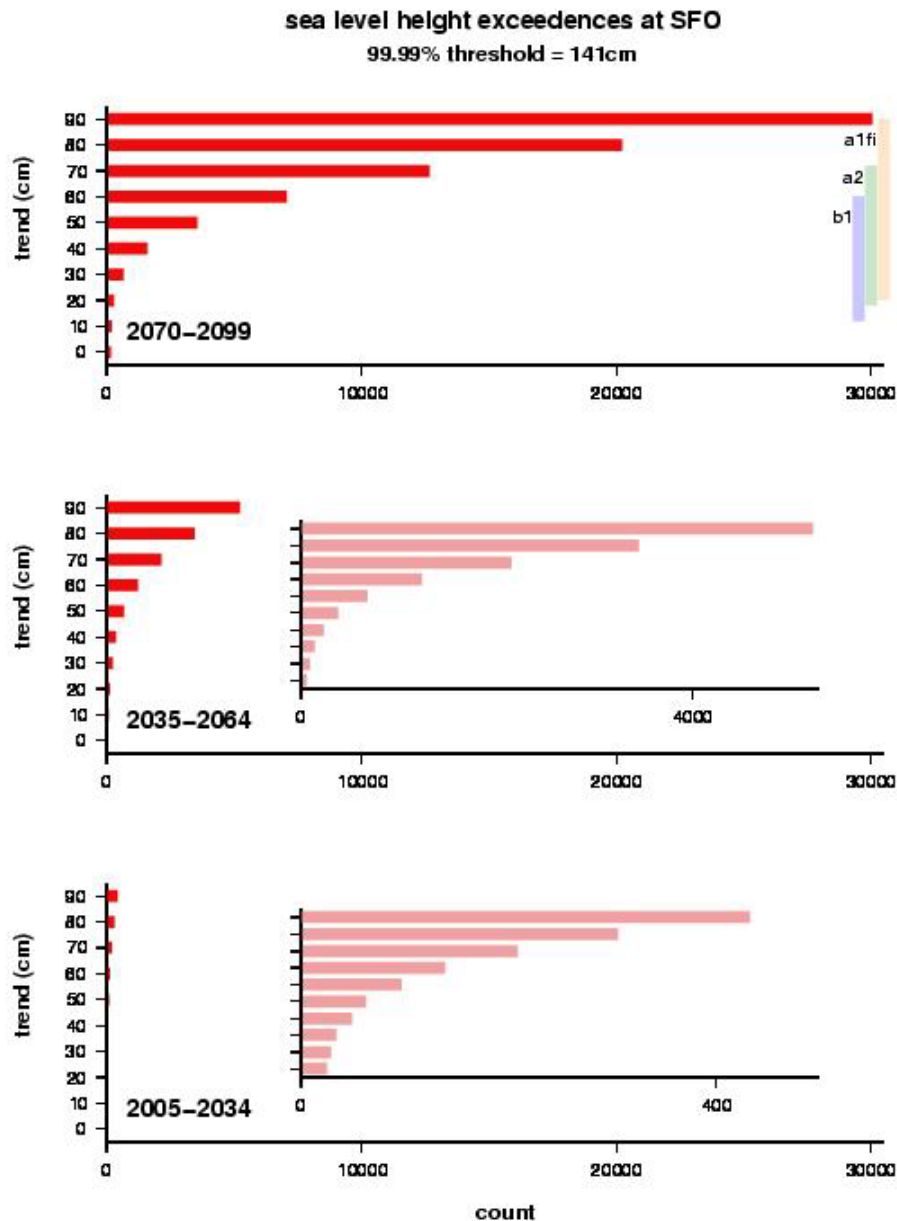 sea level height exceedences at SFO
99.99% threshold = 141cm
trend (cm)
90
80
70
60
50
40
30
20
10
0
a1fi
a2
b1
2070−2099
0 10000 20000 30000
trend (cm)
90
80
70
60
50
40
30
20
10
0
0 4000
2035−2064
0 10000 20000 30000
trend (cm)
90
80
70
60
50
40
30
20
10
0
0 400
2005−2034
0 10000 20000 30000
count